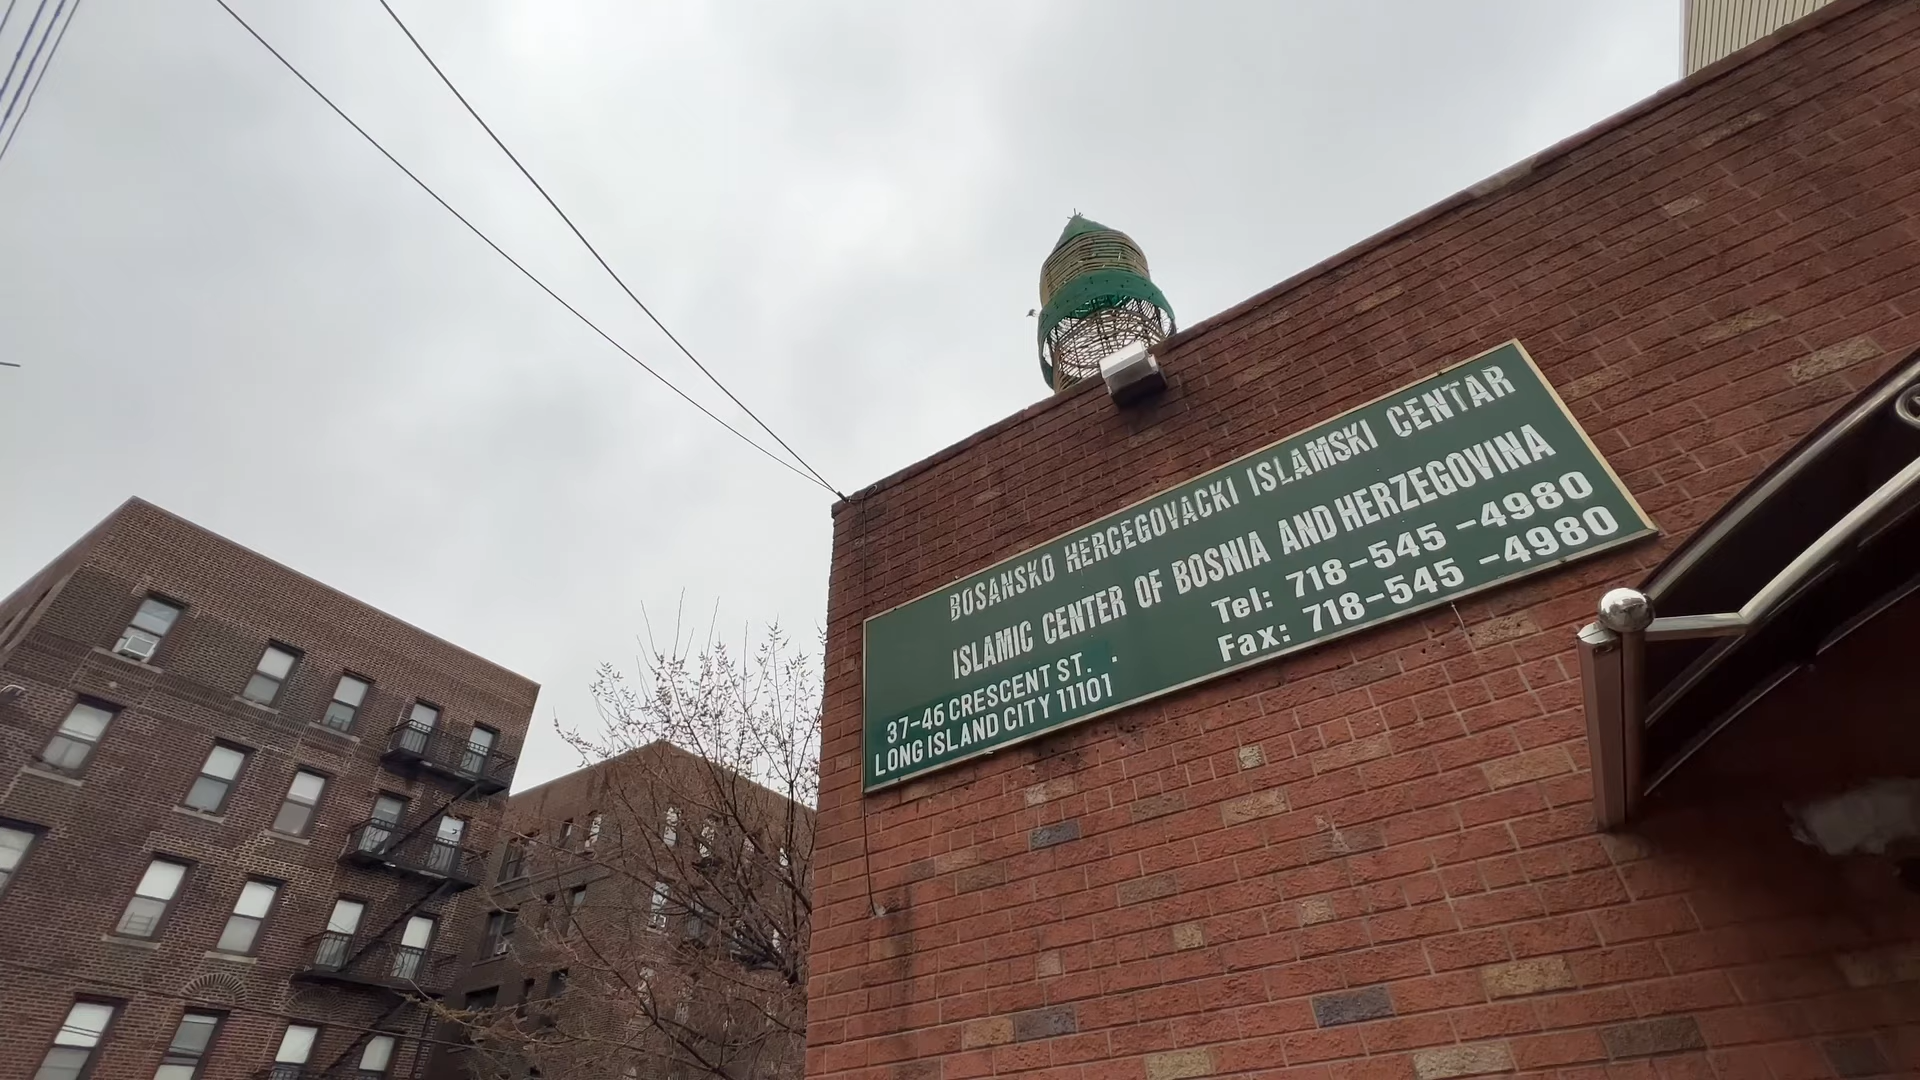 BOSANSKO HERCEGOVACKI ISLAMSKI CENTAR
ISLAMIC CENTER OF BOSNIA AND HERZEGOVINA
37-46 CRESCENT ST.
LONG ISLAND CITY 11101
Tel: 718-545-4980
Fax: 718-545-4980